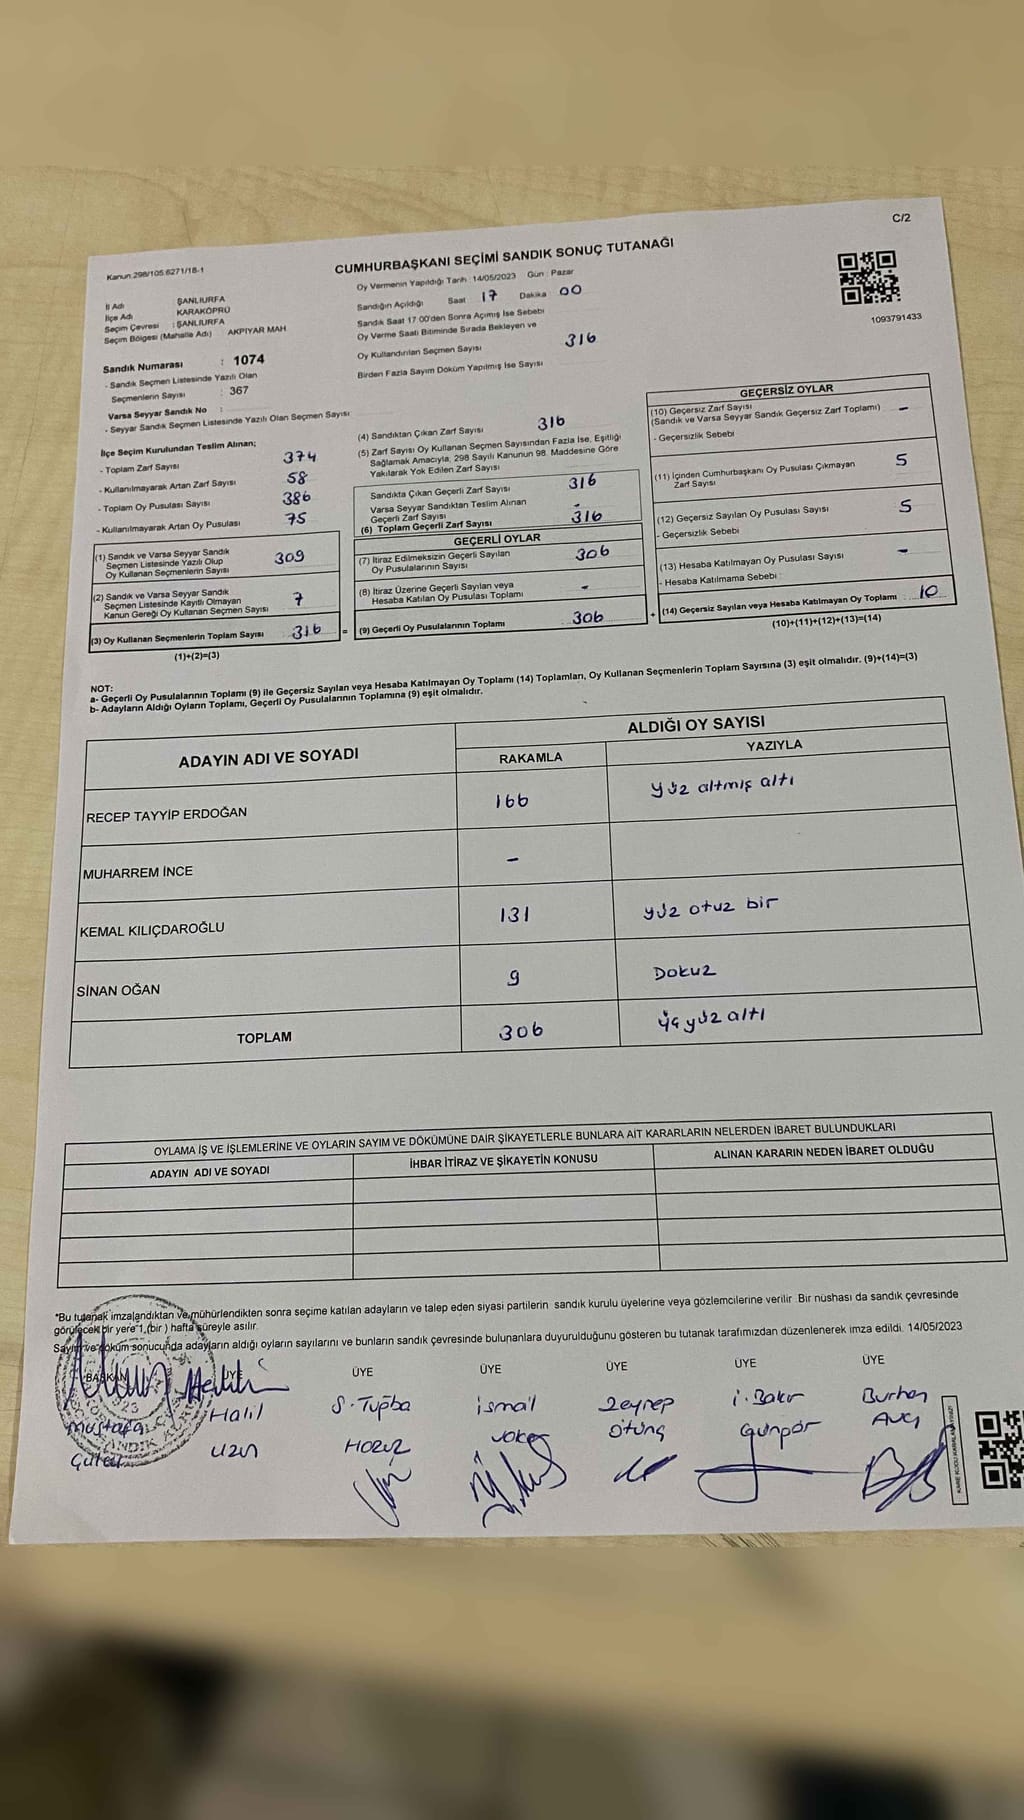 C/2
Kanun:298/105:6271/18-1
CUMHURBAŞKANI SEÇİMİ SANDIK SONUÇ TUTANAĞI
Oy Vermenin Yapıldığı Tarih : 14/05/2023 Gün : Pazar
İl Adı : ŞANLIURFA
İlçe Adı : KARAKÖPRÜ
Seçim Çevresi : ŞANLIURFA
Seçim Bölgesi (Mahalle Adı) AKPIYAR MAH
Sandık Numarası : 1074
- Sandık Seçmen Listesinde Yazılı Olan
Seçmenlerin Sayısı : 367
Varsa Seyyar Sandık No :
- Seyyar Sandık Seçmen Listesinde Yazılı Olan Seçmen Sayısı
Sandığın Açıldığı Saat 17 Dakika 00
Sandık Saat 17 00'den Sonra Açımış İse Sebebi
Oy Verme Saati Bitiminde Sırada Bekleyen ve
Oy Kullandırılan Seçmen Sayısı 316
Birden Fazla Sayım Döküm Yapılmış İse Sayısı
1093791433
İlçe Seçim Kurulundan Teslim Alınan;
- Toplam Zarf Sayısı 374
- Kullanılmayarak Artan Zarf Sayısı 58
- Toplam Oy Pusulası Sayısı 386
- Kullanılmayarak Artan Oy Pusulası 75
(1) Sandık ve Varsa Seyyar Sandık
Seçmen Listesinde Yazılı Olup
Oy Kullanan Seçmenlerin Sayısı 309
(2) Sandık ve Varsa Seyyar Sandık
Seçmen Listesinde Kayıtlı Olmayan
Kanun Gereği Oy Kullanan Seçmen Sayısı 7
(3) Oy Kullanan Seçmenlerin Toplam Sayısı 316 =
(1)+(2)=(3)
(4) Sandıktan Çıkan Zarf Sayısı 316
(5) Zarf Sayısı Oy Kullanan Seçmen Sayısından Fazla İse, Eşitliği
Sağlamak Amacıyla, 298 Sayılı Kanunun 98. Maddesine Göre
Yakılarak Yok Edilen Zarf Sayısı
Sandıkta Çıkan Geçerli Zarf Sayısı 316
Varsa Seyyar Sandıktan Teslim Alınan
Geçerli Zarf Sayısı -
(6) Toplam Geçerli Zarf Sayısı 316
GEÇERLİ OYLAR
(7) İtiraz Edilmeksizin Geçerli Sayılan
Oy Pusulasının Sayısı 306
(8) İtiraz Üzerine Geçerli Sayılan veya
Hesaba Katılan Oy Pusulası Toplamı -
(9) Geçerli Oy Pusulalarının Toplamı 306 +
GEÇERSİZ OYLAR
(10) Geçersiz Zarf Sayısı
(Sandık ve Varsa Seyyar Sandık Geçersiz Zarf Toplamı) -
- Geçersizlik Sebebi
(11) İçinden Cumhurbaşkanı Oy Pusulası Çıkmayan
Zarf Sayısı 5
(12) Geçersiz Sayılan Oy Pusulası Sayısı 5
- Geçersizlik Sebebi
(13) Hesaba Katılmayan Oy Pusulası Sayısı -
- Hesaba Katılmama Sebebi :
(14) Geçersiz Sayılan veya Hesaba Katılmayan Oy Toplamı 10
(10)+(11)+(12)+(13)=(14)
NOT:
a- Geçerli Oy Pusulalarının Toplamı (9) ile Geçersiz Sayılan veya Hesaba Katılmayan Oy Toplamı (14) Toplamları, Oy Kullanan Seçmenlerin Toplam Sayısına (3) eşit olmalıdır. (9)+(14)=(3)
b- Adayların Aldığı Oyların Toplamı, Geçerli Oy Pusulalarının Toplamına (9) eşit olmalıdır.
ADAYIN ADI VE SOYADI
ALDIĞI OY SAYISI
RAKAMLA YAZIYLA
RECEP TAYYİP ERDOĞAN 166 yüz altmış altı
MUHARREM İNCE -
KEMAL KILIÇDAROĞLU 131 yüz otuz bir
SİNAN OĞAN 9 Dokuz
TOPLAM 306 üç yüz altı
OYLAMA İŞ VE İŞLEMLERİNE VE OYLARIN SAYIM VE DÖKÜMÜNE DAİR ŞİKAYETLERLE BUNLARA AİT KARARLARIN NELERDEN İBARET BULUNDUKLARI
ADAYIN ADI VE SOYADI İHBAR İTİRAZ VE ŞİKAYETİN KONUSU ALINAN KARARIN NEDEN İBARET OLDUĞU
*Bu tutanak imzalandıktan ve mühürlendikten sonra seçime katılan adayların ve talep eden siyasi partilerin sandık kurulu üyelerine veya gözlemcilerine verilir. Bir nüshası da sandık çevresinde
görülecek bir yere 1 (bir) hafta süreyle asılır.
Sayım ve döküm sonucunda adayların aldığı oyların sayılarını ve bunların sandık çevresinde bulunanlara duyurulduğunu gösteren bu tutanak tarafımızdan düzenlenerek imza edildi. 14/05/2023
BAŞKAN ÜYE ÜYE ÜYE ÜYE ÜYE ÜYE
Mustafa Halil S. Tuğba ismail Zeynep i. Bakır Burhan
uzun Ötünç Günpör Avcı
KARE KODU KARALAMAYINIZ!